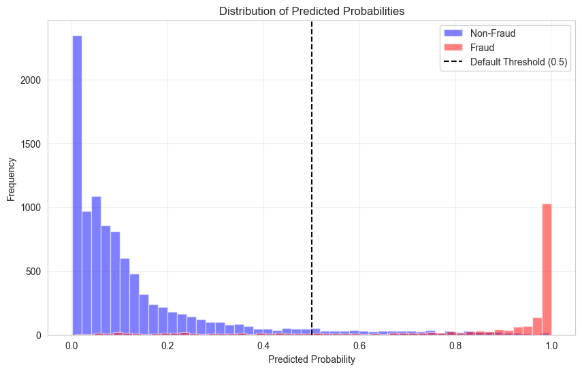 Distribution of Predicted Probabilities
Non-Fraud
Fraud
Default Threshold (0.5)
Frequency
2000
1500
1000
500
0
0.0 0.2 0.4 0.6 0.8 1.0
Predicted Probability